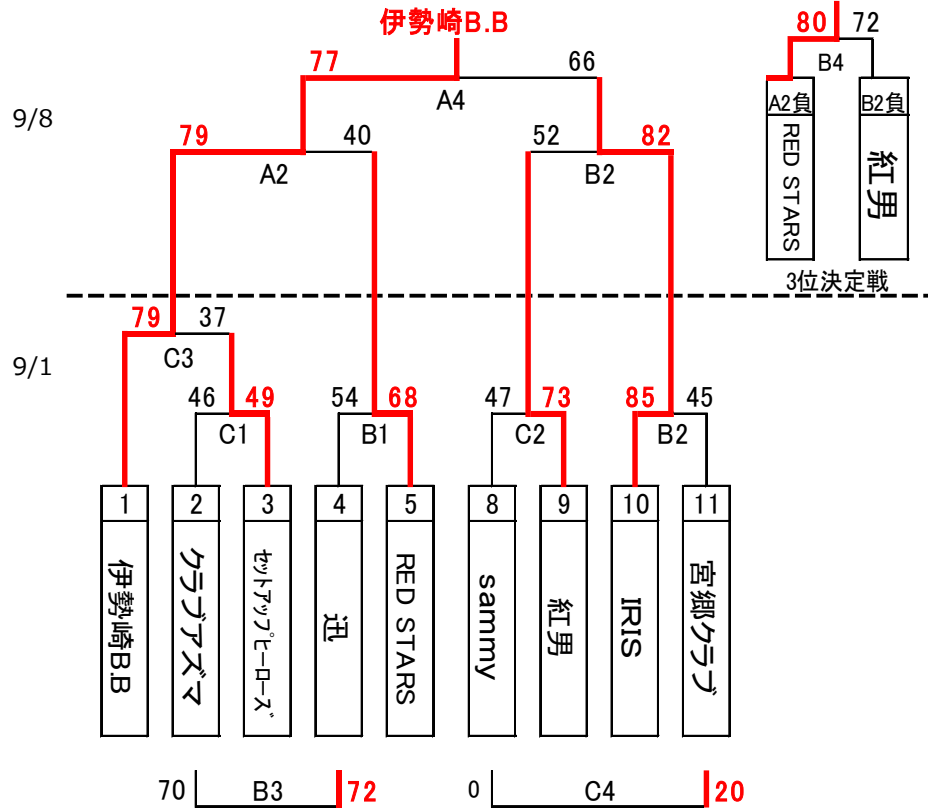 伊勢崎B.B
80 72
B4
77 66
A4
9/8
A2負 B2負
RED STARS
紅男
79 40
A2
52 82
B2
3位決定戦
79 37
C3
9/1
46 49
C1
54 68
B1
47 73
C2
85 45
B2
1 2 3 4 5 8 9 10 11
伊勢崎B.B
クラブアズマ
セットアップヒーローズ
迅
RED STARS
sammy
紅男
IRIS
宮郷クラブ
70 B3 72
0 C4 20